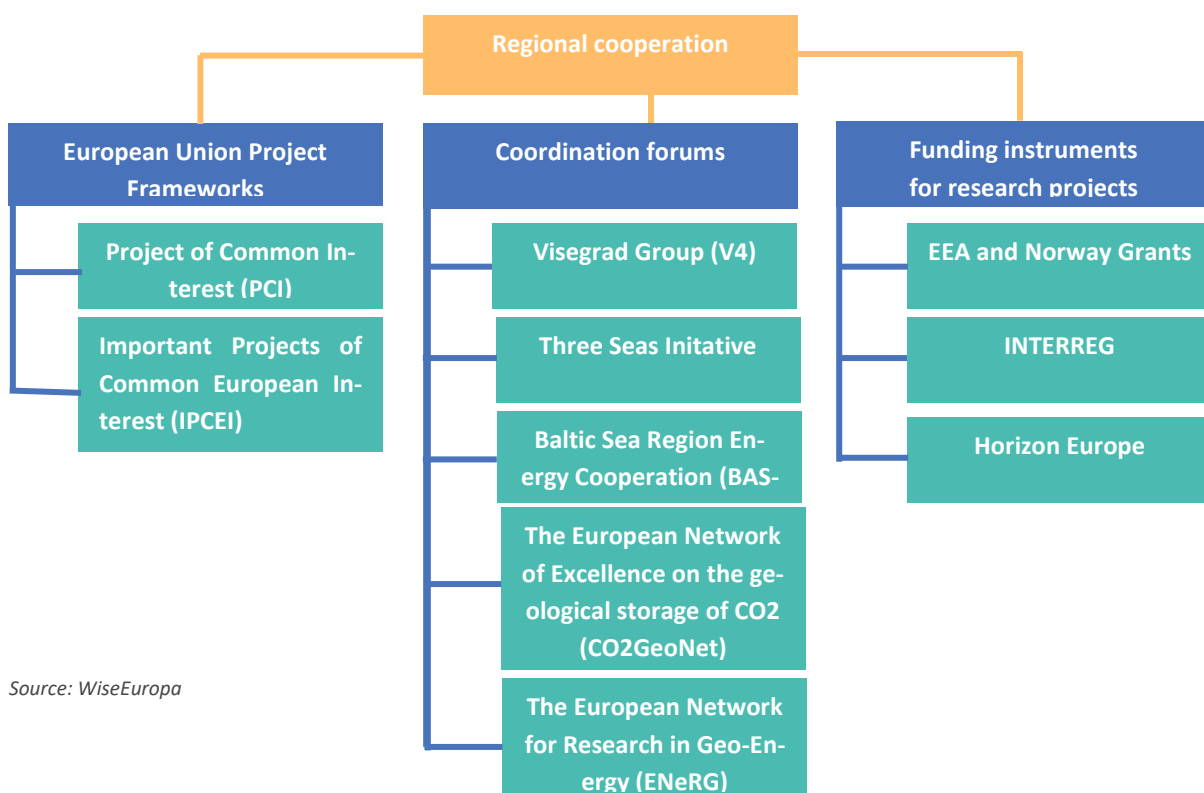 Regional cooperation
European Union Project
Frameworks
Project of Common In-
terest (PCI)
Important Projects of
Common European In-
terest (IPCEI)
Coordination forums
Visegrad Group (V4)
Three Seas Initative
Baltic Sea Region En-
ergy Cooperation (BAS-
The European Network
of Excellence on the ge-
ological storage of CO2
(CO2GeoNet)
The European Network
for Research in Geo-En-
ergy (ENeRG)
Funding instruments
for research projects
EEA and Norway Grants
INTERREG
Horizon Europe
Source: WiseEuropa